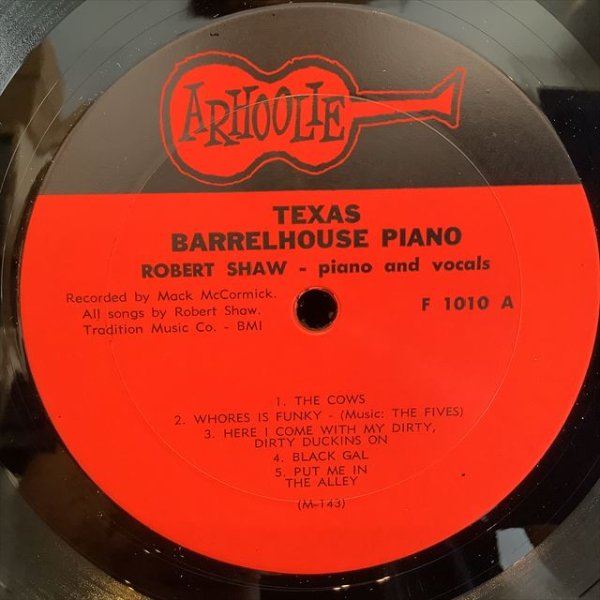 ARHOOLIE
TEXAS
BARRELHOUSE PIANO
ROBERT SHAW - piano and vocals
Recorded by Mack McCormick.
All songs by Robert Shaw.
Tradition Music Co. - BMI
F 1010 A
1. THE COWS
2. WHORES IS FUNKY - (Music: THE FIVES)
3. HERE I COME WITH MY DIRTY,
DIRTY DUCKINS ON
4. BLACK GAL
5. PUT ME IN
THE ALLEY
(M-143)